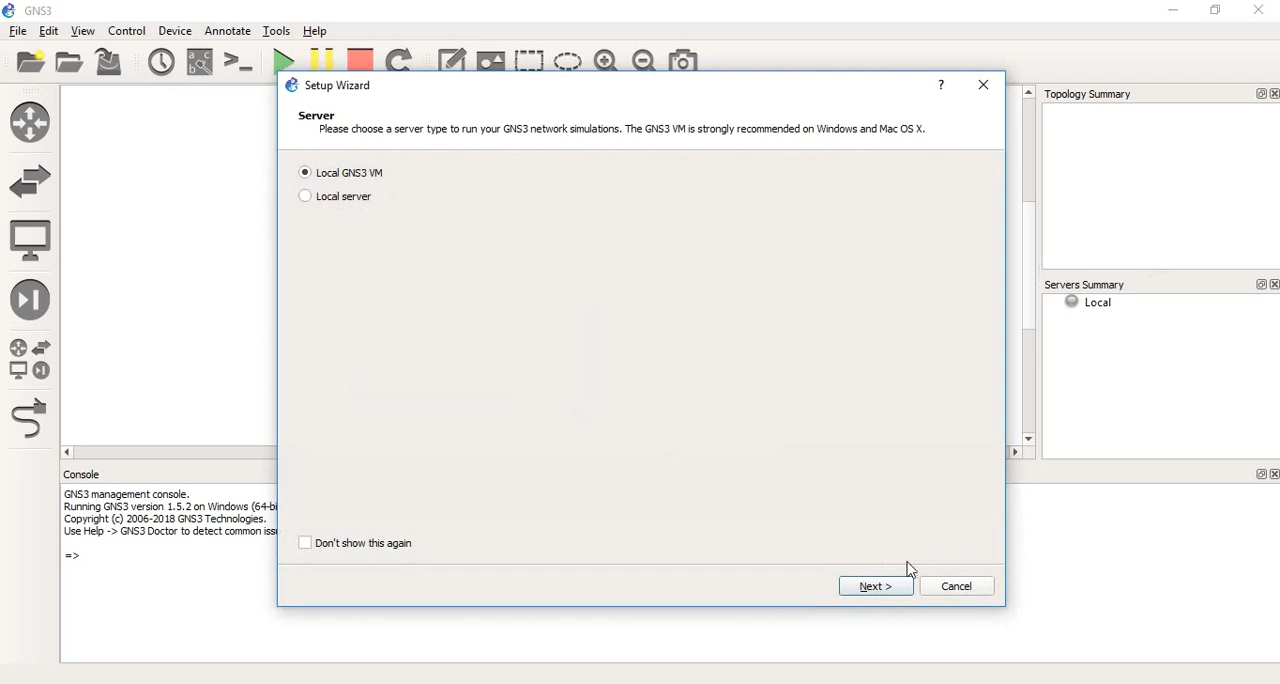 GNS3
File Edit View Control Device Annotate Tools Help
Setup Wizard
?
Server
Please choose a server type to run your GNS3 network simulations. The GNS3 VM is strongly recommended on Windows and Mac OS X.
Local GNS3 VM
Local server
Don't show this again
Next > Cancel
Topology Summary
Servers Summary
Local
Console
GNS3 management console.
Running GNS3 version 1.5.2 on Windows (64-bi
Copyright (c) 2006-2018 GNS3 Technologies.
Use Help -> GNS3 Doctor to detect common iss
=>